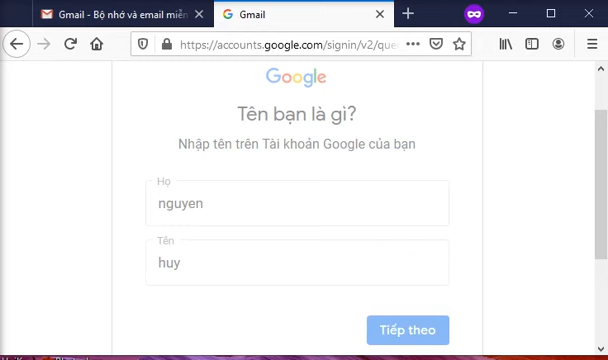 Gmail - Bộ nhớ và email miễn
Gmail
https://accounts.google.com/signin/v2/que
Google
Tên bạn là gì?
Nhập tên trên Tài khoản Google của bạn
Họ
nguyen
Tên
huy
Tiếp theo